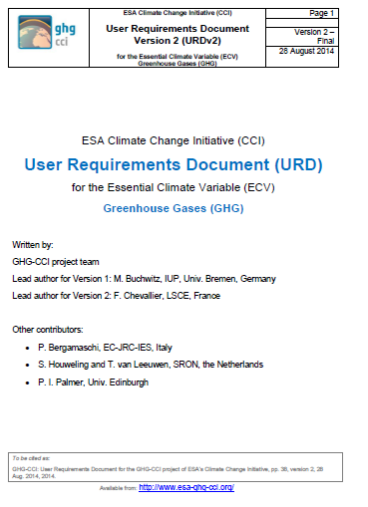 ghg
cci
ESA Climate Change Initiative (CCI)
User Requirements Document
Version 2 (URDv2)
for the Essential Climate Variable (ECV)
Greenhouse Gases (GHG)
Page 1
Version 2 –
Final
28 August 2014
ESA Climate Change Initiative (CCI)
User Requirements Document (URD)
for the Essential Climate Variable (ECV)
Greenhouse Gases (GHG)
Written by:
GHG-CCI project team
Lead author for Version 1: M. Buchwitz, IUP, Univ. Bremen, Germany
Lead author for Version 2: F. Chevallier, LSCE, France
Other contributors:
• P. Bergamaschi, EC-JRC-IES, Italy
• S. Houweling and T. van Leeuwen, SRON, the Netherlands
• P. I. Palmer, Univ. Edinburgh
To be cited as:
GHG-CCI: User Requirements Document for the GHG-CCI project of ESA's Climate Change Initiative, pp. 38, version 2, 28
Aug. 2014, 2014.
Available from: http://www.esa-ghg-cci.org/